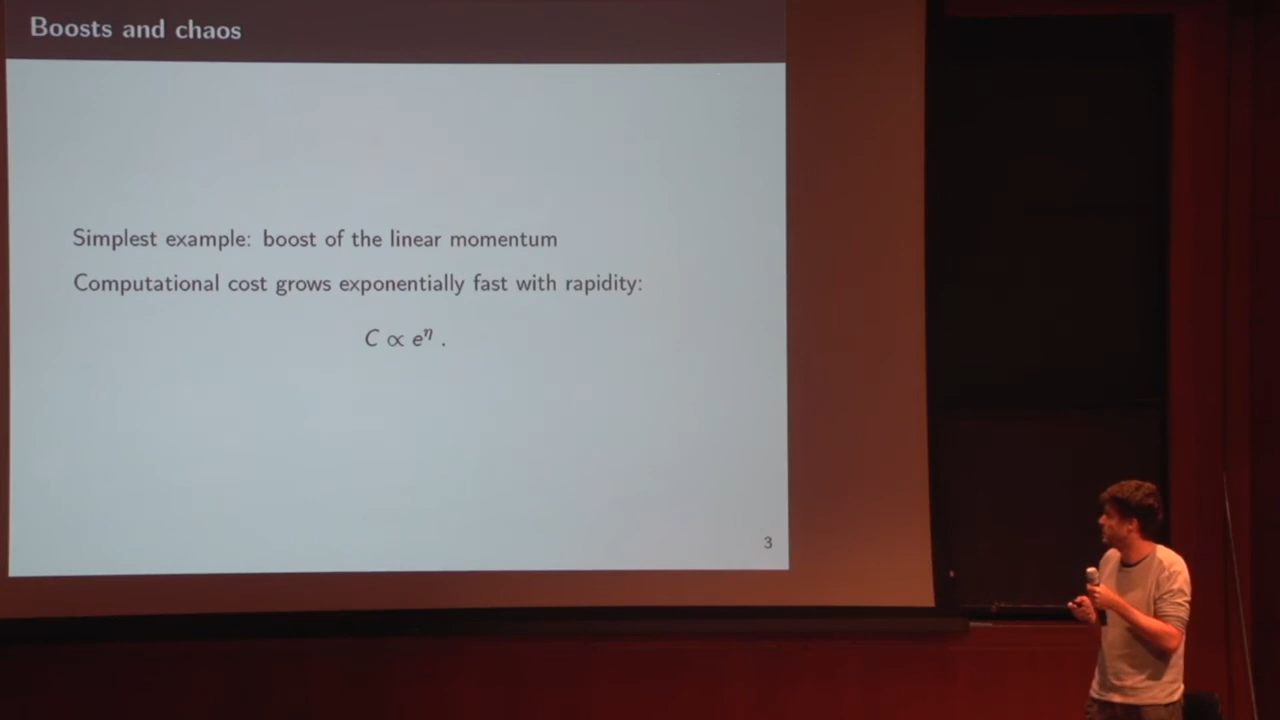 Boosts and chaos
Simplest example: boost of the linear momentum
Computational cost grows exponentially fast with rapidity:
C ∝ e^η .
3